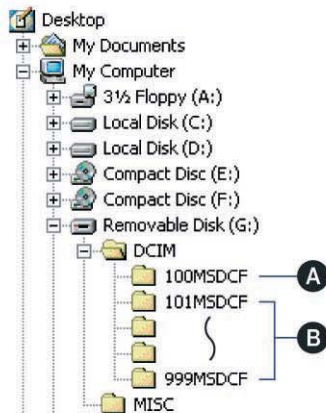 Desktop
My Documents
My Computer
3½ Floppy (A:)
Local Disk (C:)
Local Disk (D:)
Compact Disc (E:)
Compact Disc (F:)
Removable Disk (G:)
DCIM
100MSDCF A
101MSDCF
B
999MSDCF
MISC